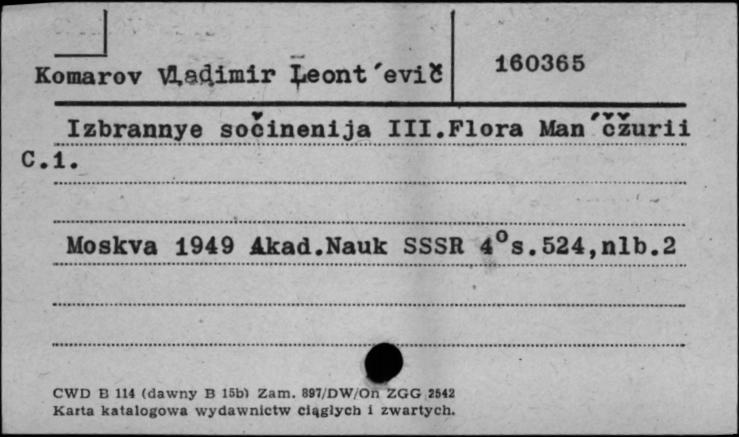 Komarov Vladimir Leont´evič 160365
Izbrannye sočinenija III.Flora Man´čžurii
C.1.
Moskva 1949 Akad.Nauk SSSR 4°s.524,nlb.2
CWD B 114 (dawny B 15b) Zam. 897/DW/On ZGG 2542
Karta katalogowa wydawnictw ciągłych i zwartych.